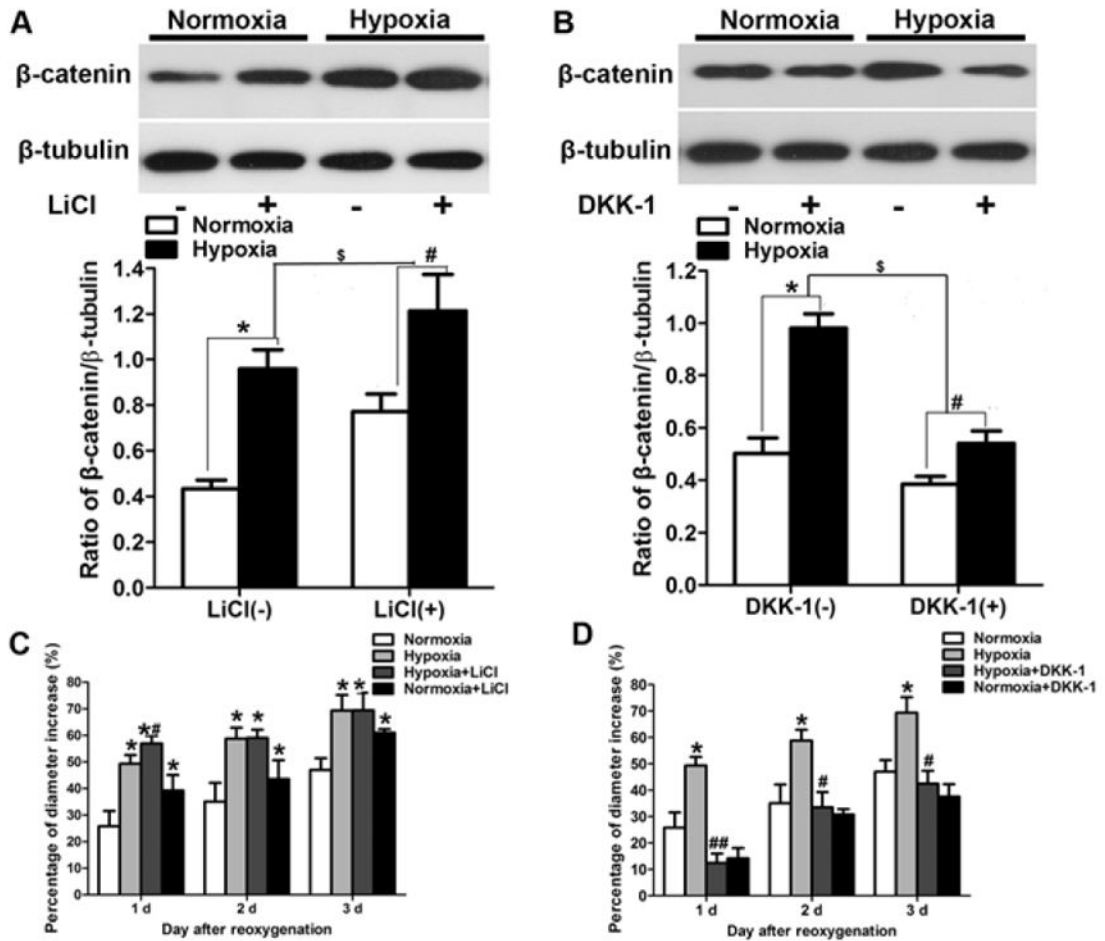 A
Normoxia Hypoxia
β-catenin
β-tubulin
LiCl - + - +
Normoxia
Hypoxia
Ratio of β-catenin/β-tubulin
1.4
1.2
1.0
0.8
0.6
0.4
0.2
0.0
* $ #
LiCl(-) LiCl(+)
B
Normoxia Hypoxia
β-catenin
β-tubulin
DKK-1 - + - +
Normoxia
Hypoxia
Ratio of β-catenin/β-tubulin
1.2
1.0
0.8
0.6
0.4
0.2
0.0
* $ #
DKK-1(-) DKK-1(+)
C
Normoxia
Hypoxia
Hypoxia+LiCl
Normoxia+LiCl
Percentage of diameter increase (%)
80
70
60
50
40
30
20
10
0
* *# * * * * * * *
1 d 2 d 3 d
Day after reoxygenation
D
Normoxia
Hypoxia
Hypoxia+DKK-1
Normoxia+DKK-1
Percentage of diameter increase (%)
80
70
60
50
40
30
20
10
0
* ## * # * #
1 d 2 d 3 d
Day after reoxygenation